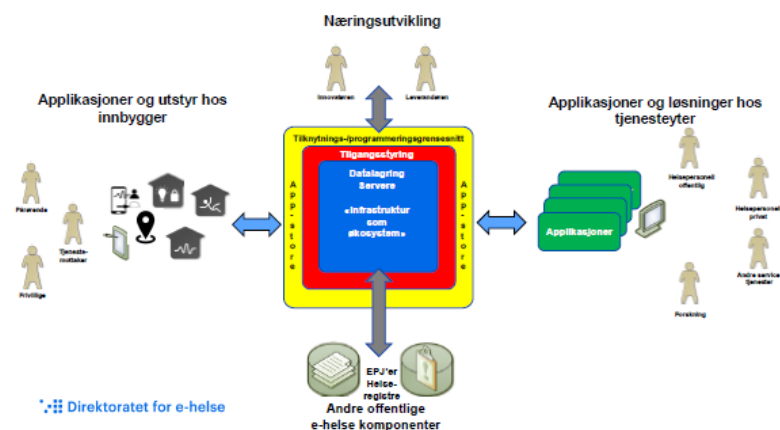 Næringsutvikling
Innovatøren
Leverandøren
Applikasjoner og utstyr hos
innbygger
Applikasjoner og løsninger hos
tjenesteyter
Tilknytnings-/programmeringsgrensesnitt
Tilgangsstyring
Datalagring
Servere
«Infrastruktur
som
økosystem»
App-store
App-store
Pårørende
Tjeneste-
mottaker
Frivillige
Applikasjoner
Helsepersonell
offentlig
Helsepersonell
privat
Andre service
tjenester
Forskning
EPJ'er
Helse-
registre
Andre offentlige
e-helse komponenter
Direktoratet for e-helse